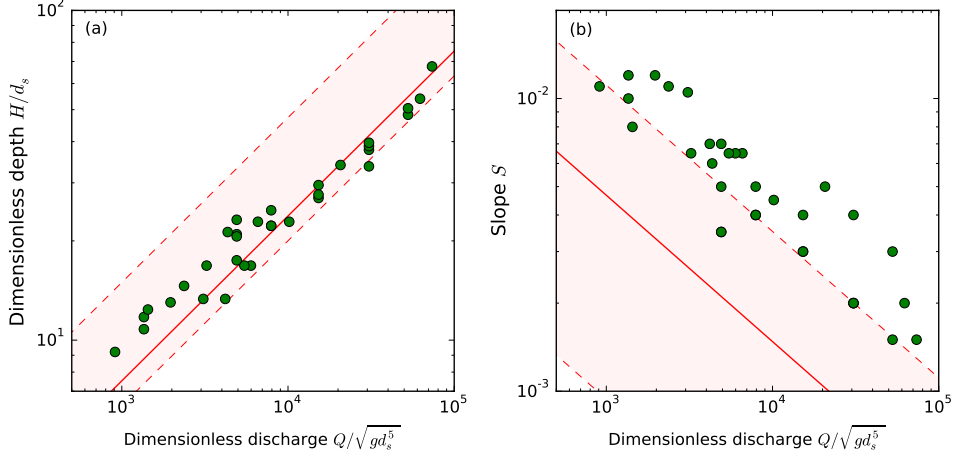 (a)
Dimensionless depth H/d_s
10^2
10^1
10^3
10^4
10^5
Dimensionless discharge Q/√(gd_s^5)
(b)
Slope S
10^-2
10^-3
10^3
10^4
10^5
Dimensionless discharge Q/√(gd_s^5)